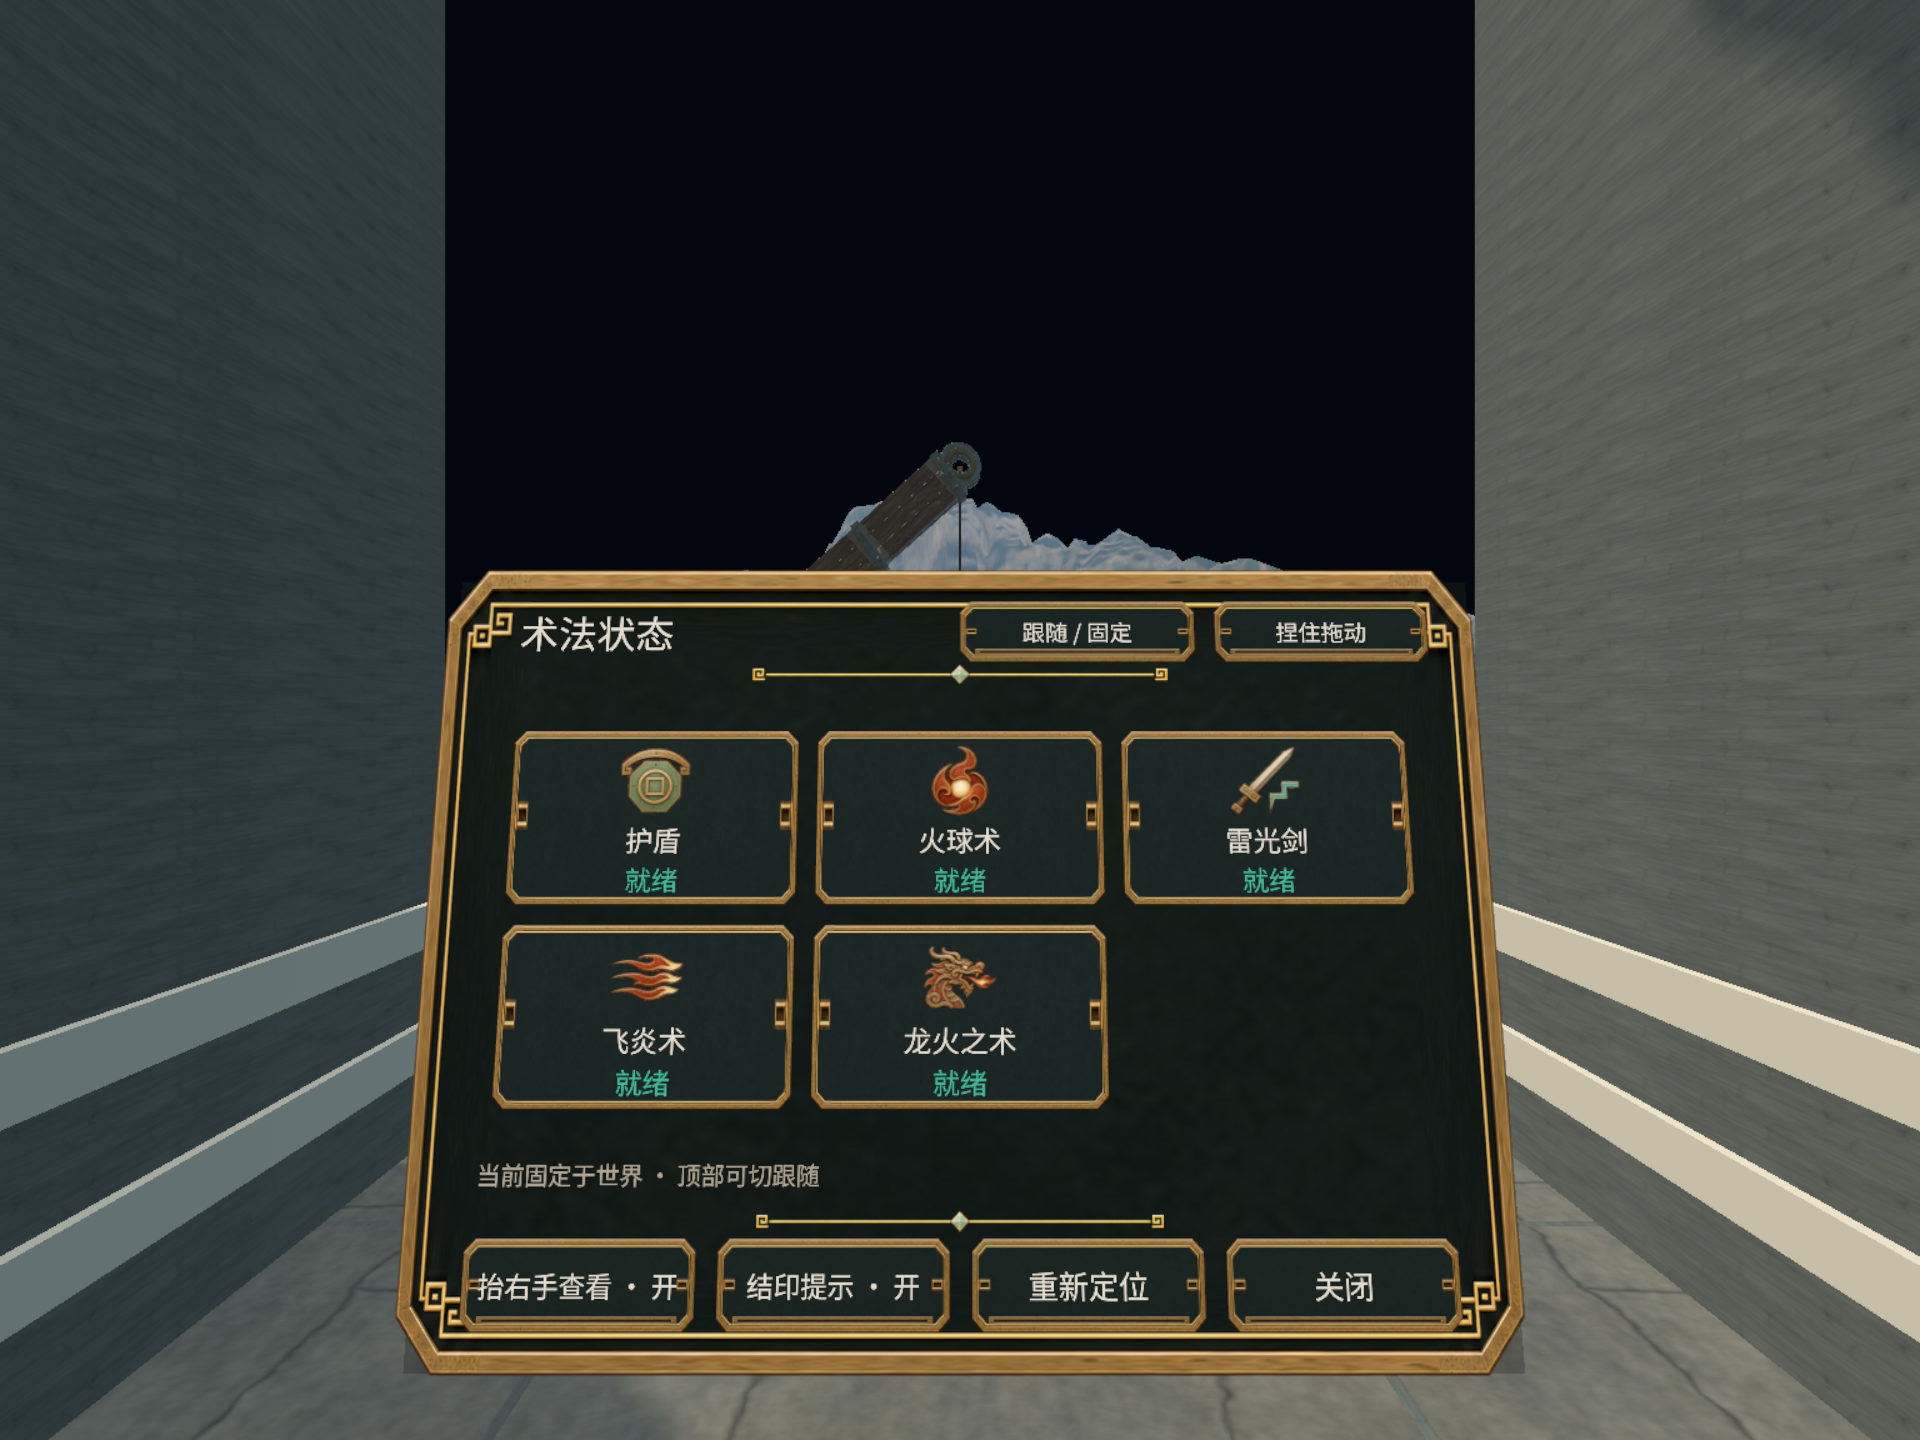 术法状态
跟随 / 固定
捏住拖动
护盾
就绪
火球术
就绪
雷光剑
就绪
飞炎术
就绪
龙火之术
就绪
当前固定于世界 · 顶部可切跟随
抬右手查看 · 开
结印提示 · 开
重新定位
关闭